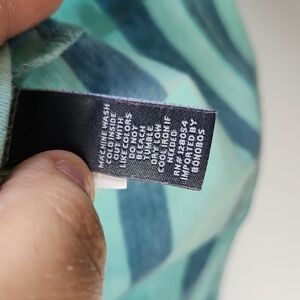 MACHINE WASH
COLD INSIDE
OUT WITH
LIKE COLORS
DO NOT
BLEACH
TUMBLE
DRY LOW
COOL IRON IF
NEEDED
RN# 128054
IMPORTED BY
BONOBOS